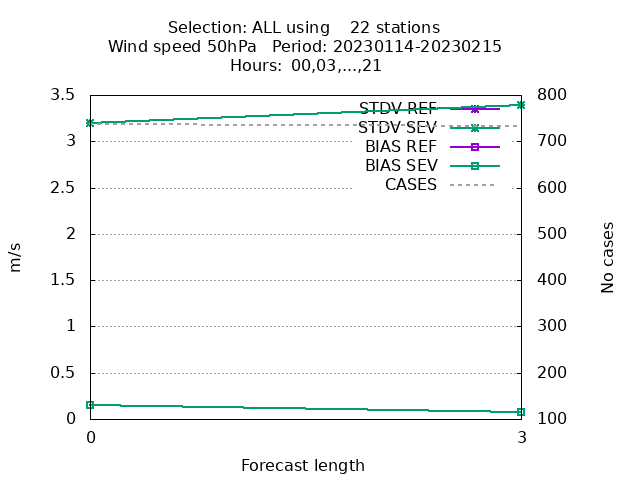 Selection: ALL using    22 stations
Wind speed 50hPa   Period: 20230114-20230215
Hours:  00,03,...,21
3.5
3
2.5
2
1.5
1
0.5
0
800
700
600
500
400
300
200
100
STDV REF
STDV SEV
BIAS REF
BIAS SEV
CASES
m/s
No cases
0
3
Forecast length